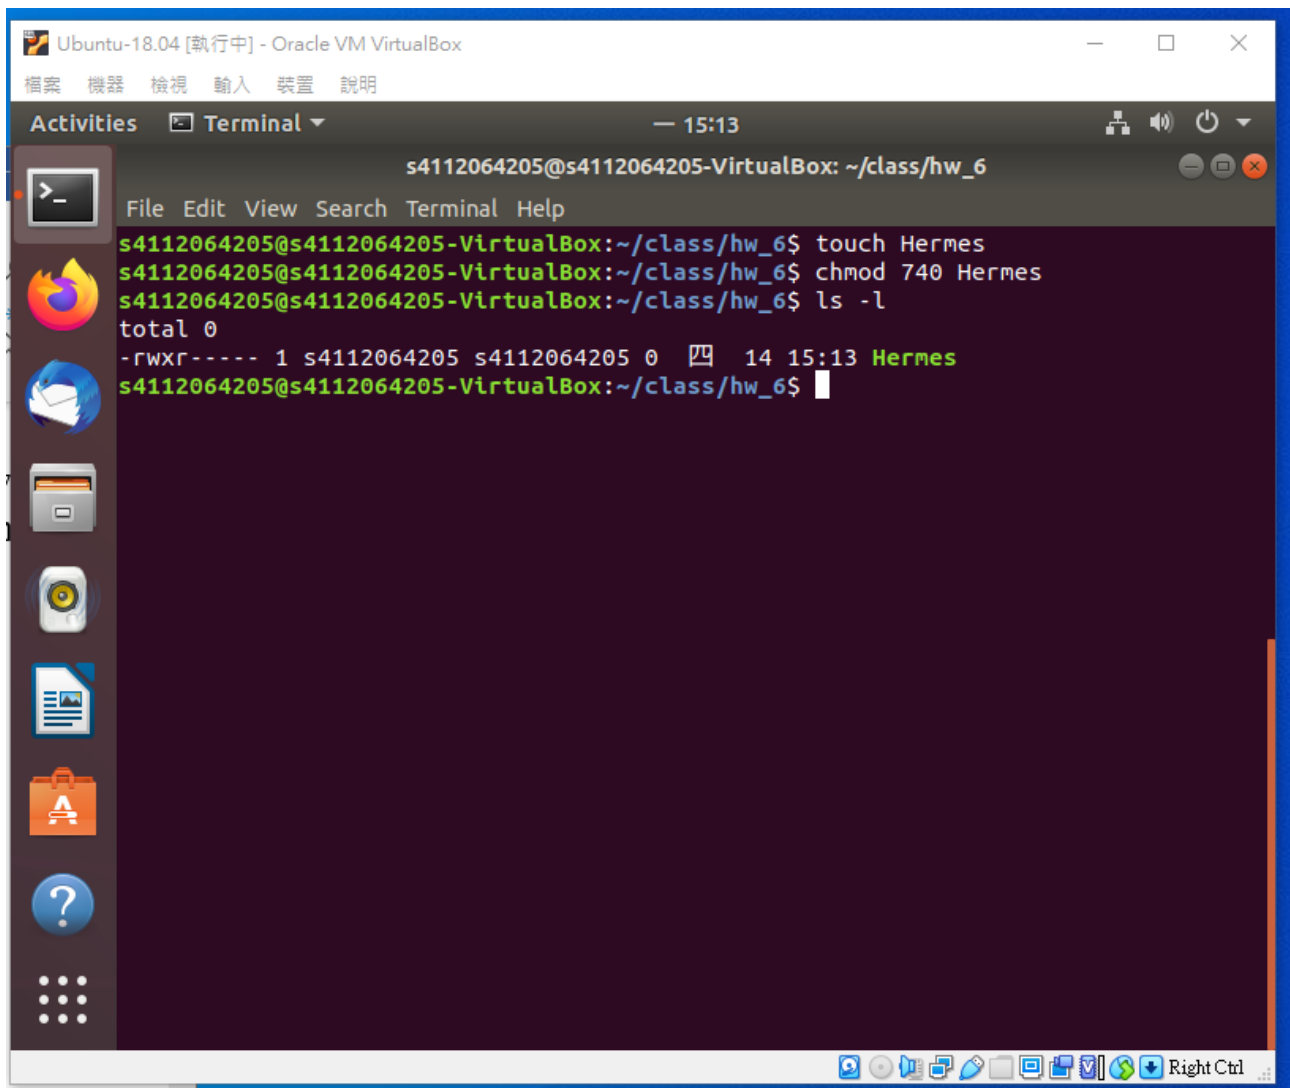 Ubuntu-18.04 [執行中] - Oracle VM VirtualBox
檔案 機器 檢視 輸入 裝置 說明
Activities Terminal 一 15:13
s4112064205@s4112064205-VirtualBox: ~/class/hw_6
File Edit View Search Terminal Help
s4112064205@s4112064205-VirtualBox:~/class/hw_6$ touch Hermes
s4112064205@s4112064205-VirtualBox:~/class/hw_6$ chmod 740 Hermes
s4112064205@s4112064205-VirtualBox:~/class/hw_6$ ls -l
total 0
-rwxr----- 1 s4112064205 s4112064205 0 四 14 15:13 Hermes
s4112064205@s4112064205-VirtualBox:~/class/hw_6$
Right Ctrl